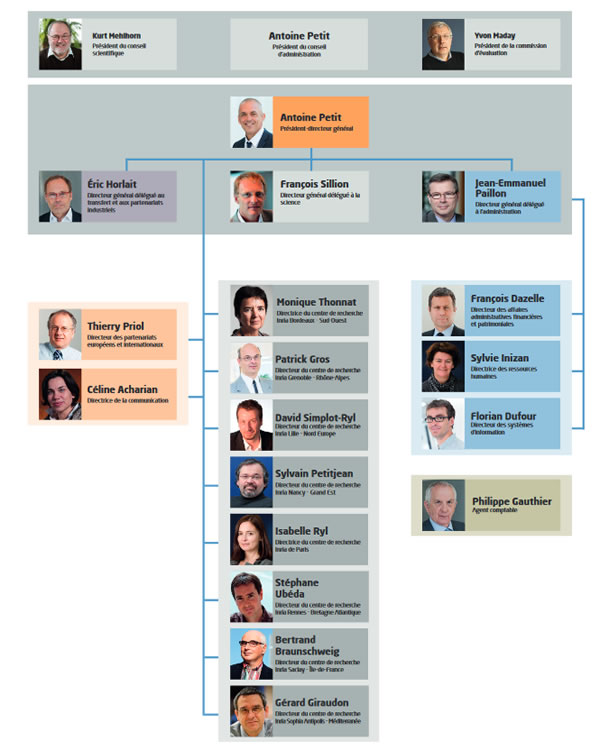 Kurt Mehlhorn
Président du conseil
scientifique
Antoine Petit
Président du conseil
d'administration
Yvon Maday
Président de la commission
d'évaluation
Antoine Petit
Président-directeur général
Éric Horlait
Directeur général délégué au
transfert et aux partenariats
industriels
François Sillion
Directeur général délégué à la
science
Jean-Emmanuel
Paillon
Directeur général délégué
à l'administration
Thierry Priol
Directeur des partenariats
européens et internationaux
Céline Acharian
Directrice de la communication
Monique Thonnat
Directrice du centre de recherche
Inria Bordeaux - Sud-Ouest
Patrick Gros
Directeur du centre de recherche
Inria Grenoble - Rhône-Alpes
David Simplot-Ryl
Directeur du centre de recherche
Inria Lille - Nord Europe
Sylvain Petitjean
Directeur du centre de recherche
Inria Nancy - Grand Est
Isabelle Ryl
Directrice du centre de recherche
Inria de Paris
Stéphane
Ubéda
Directeur du centre de recherche
Inria Rennes - Bretagne Atlantique
Bertrand
Braunschweig
Directeur du centre de recherche
Inria Saclay - Île-de-France
Gérard Giraudon
Directeur du centre de recherche
Inria Sophia Antipolis - Méditerranée
François Dazelle
Directeur des affaires
administratives financières
et patrimoniales
Sylvie Inizan
Directrice des ressources
humaines
Florian Dufour
Directeur des systèmes
d'information
Philippe Gauthier
Agent comptable